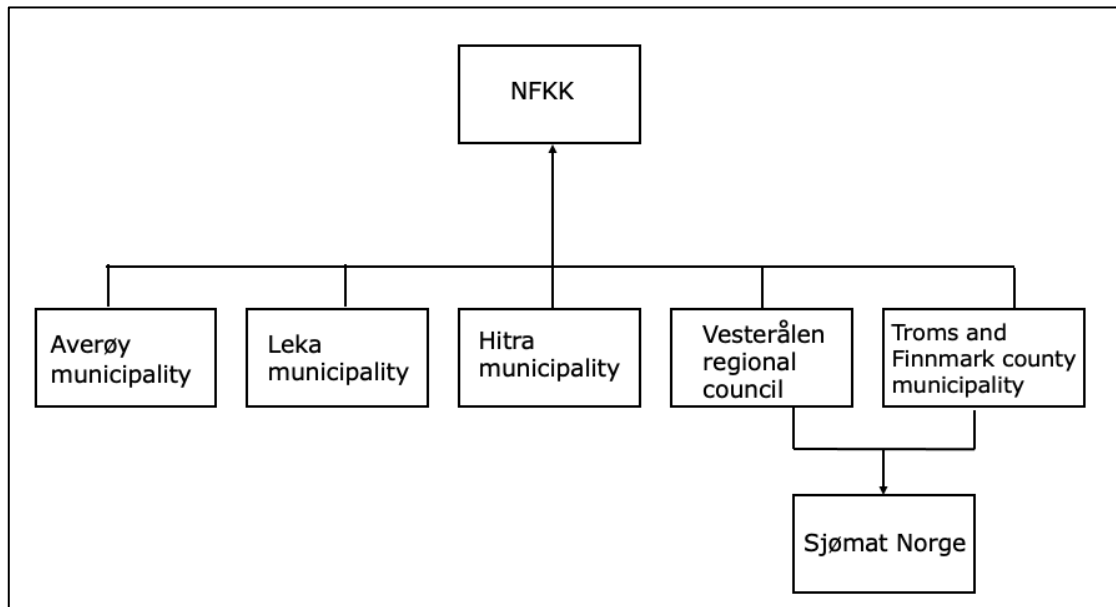 NFKK
Averøy
municipality
Leka
municipality
Hitra
municipality
Vesterålen
regional
council
Troms and
Finnmark county
municipality
Sjømat Norge